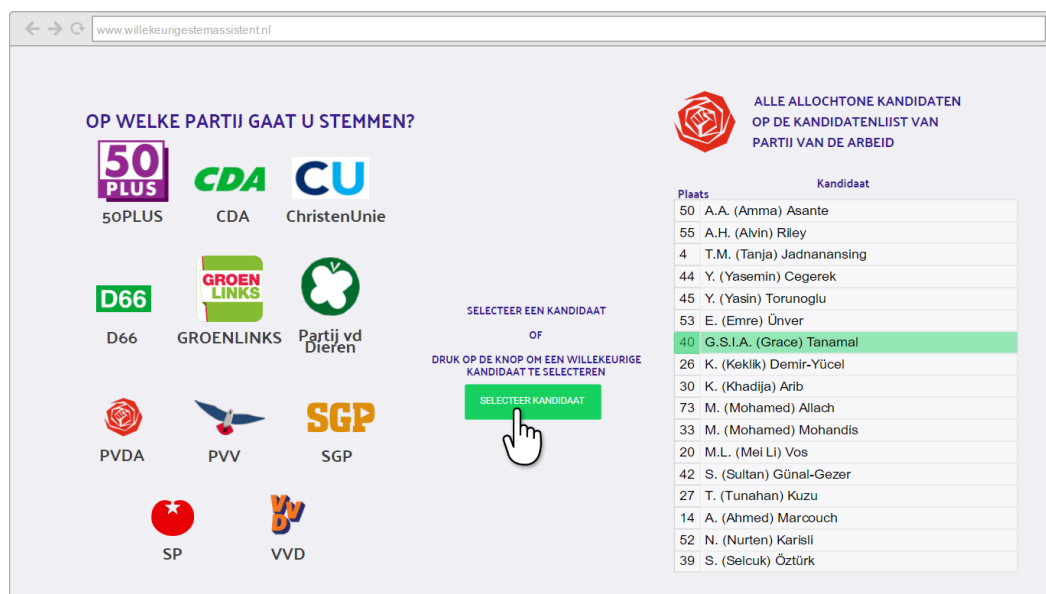 www.willekeurigestemassistent.nl
OP WELKE PARTIJ GAAT U STEMMEN?
50
PLUS
CDA
CU
50PLUS
CDA
ChristenUnie
D66
GROEN
LINKS
D66
GROENLINKS
Partij vd
Dieren
SGP
PVDA
PVV
SGP
VVD
SP
VVD
SELECTEER EEN KANDIDAAT
OF
DRUK OP DE KNOP OM EEN WILLEKEURIGE
KANDIDAAT TE SELECTEREN
SELECTEER KANDIDAAT
ALLE ALLOCHTONE KANDIDATEN
OP DE KANDIDATENLIJST VAN
PARTIJ VAN DE ARBEID
Plaats Kandidaat
50 A.A. (Amma) Asante
55 A.H. (Alvin) Riley
4 T.M. (Tanja) Jadnanansing
44 Y. (Yasemin) Cegerek
45 Y. (Yasin) Torunoglu
53 E. (Emre) Ünver
40 G.S.I.A. (Grace) Tanamal
26 K. (Keklik) Demir-Yücel
30 K. (Khadija) Arib
73 M. (Mohamed) Allach
33 M. (Mohamed) Mohandis
20 M.L. (Mei Li) Vos
42 S. (Sultan) Günal-Gezer
27 T. (Tunahan) Kuzu
14 A. (Ahmed) Marcouch
52 N. (Nurten) Karisli
39 S. (Selcuk) Öztürk